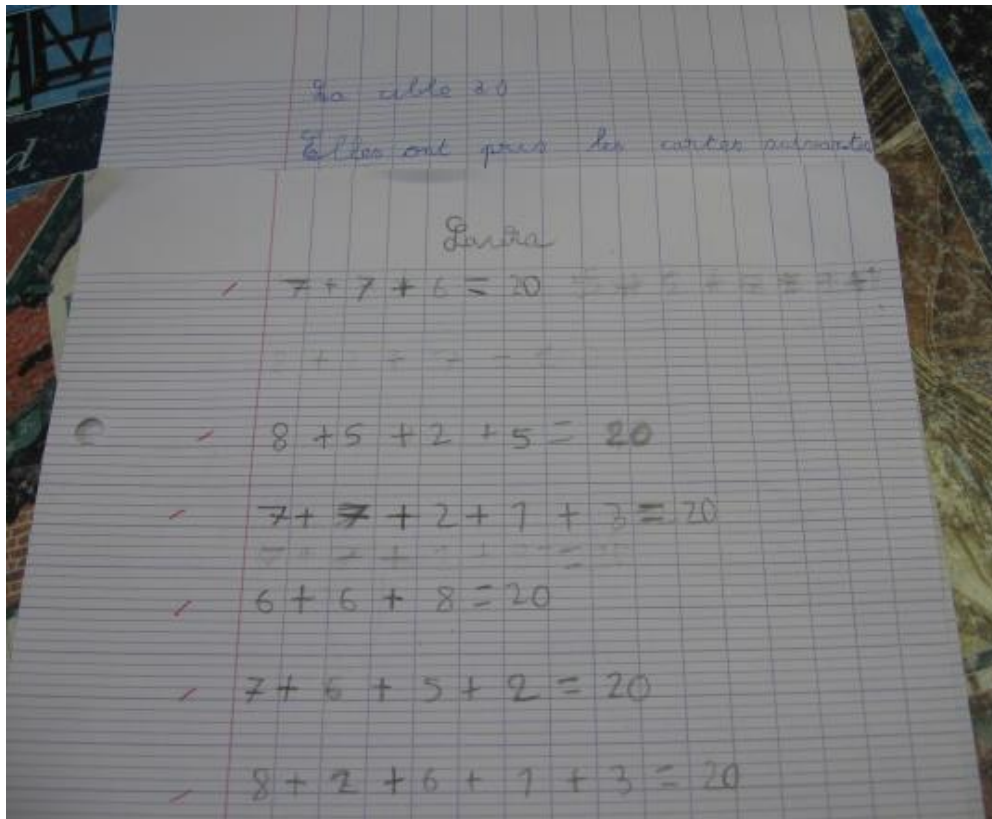 La cible 20
Elles ont pris les cartes suivantes
7 + 7 + 6 = 20
8 + 5 + 2 + 5 = 20
7 + 7 + 2 + 1 + 3 = 20
6 + 6 + 8 = 20
7 + 6 + 5 + 2 = 20
8 + 2 + 6 + 1 + 3 = 20